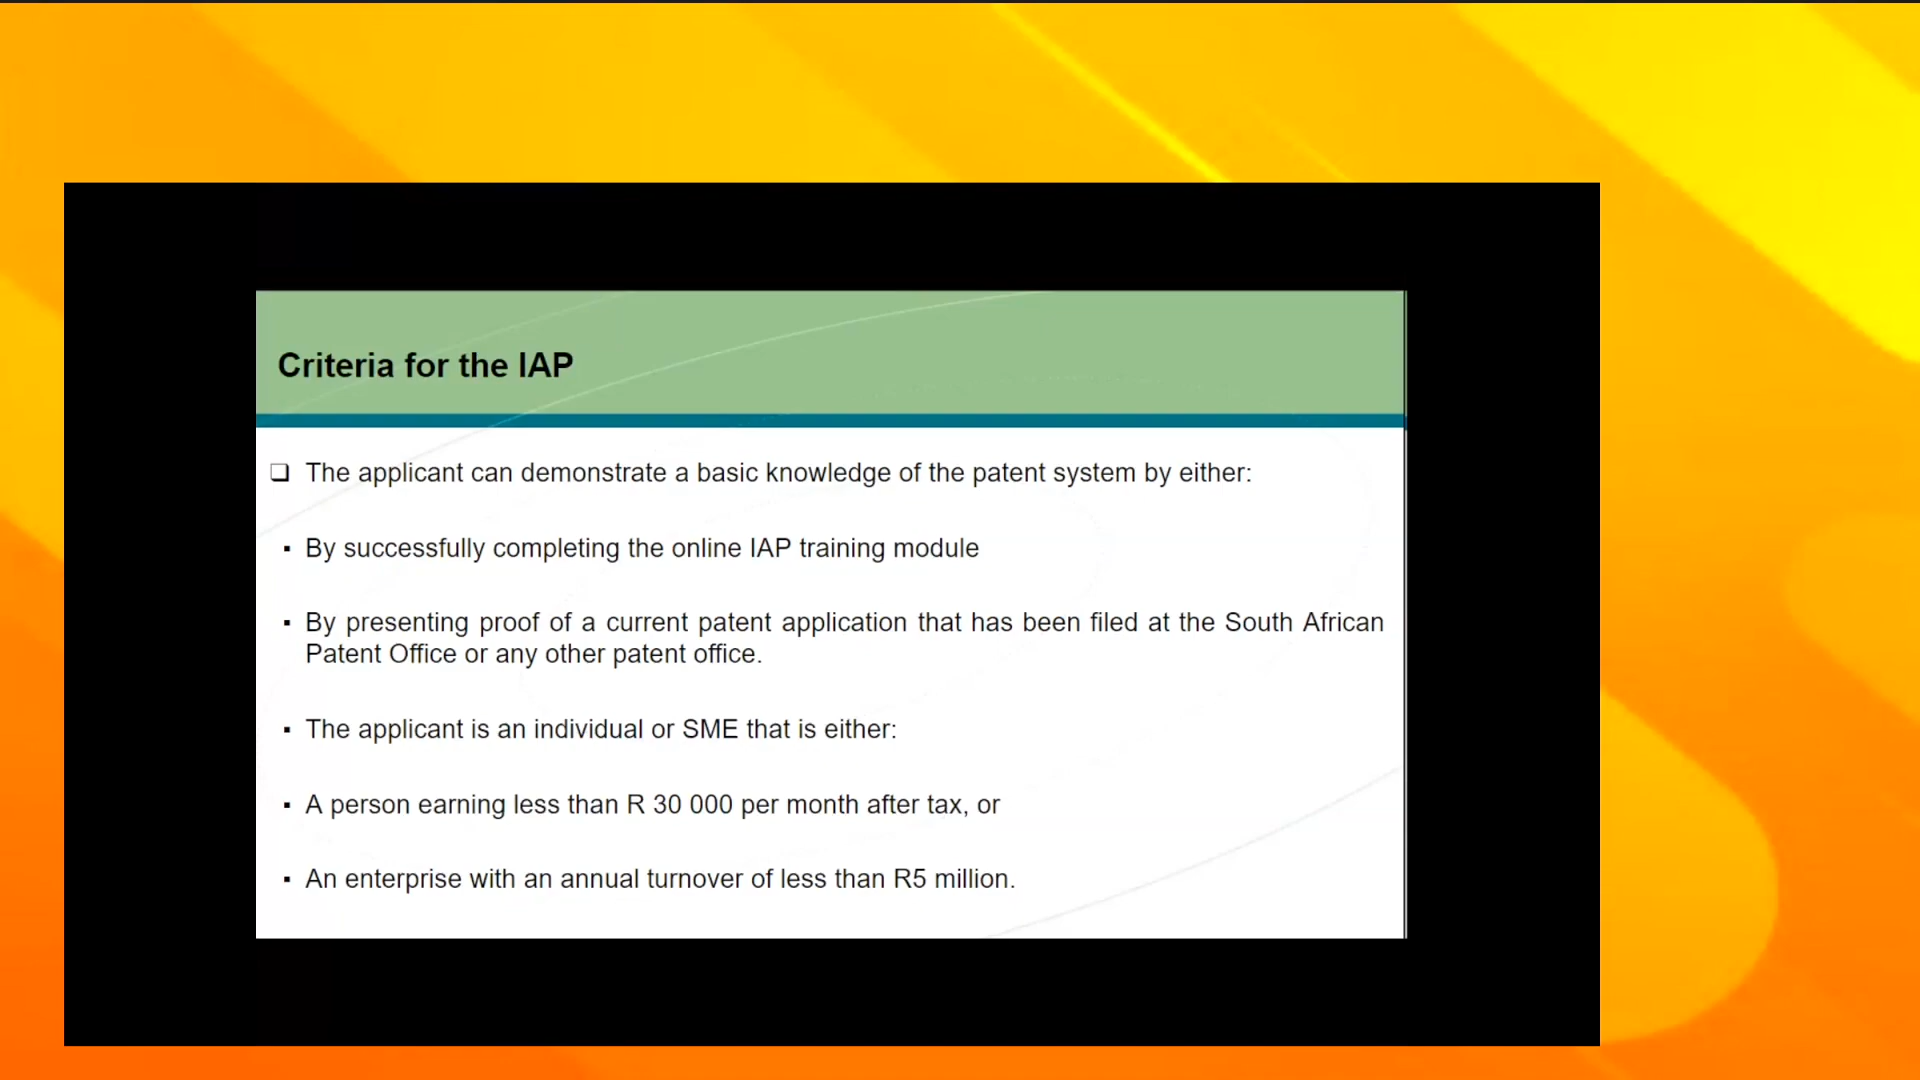 Criteria for the IAP
❑ The applicant can demonstrate a basic knowledge of the patent system by either:
▪ By successfully completing the online IAP training module
▪ By presenting proof of a current patent application that has been filed at the South African
Patent Office or any other patent office.
▪ The applicant is an individual or SME that is either:
▪ A person earning less than R 30 000 per month after tax, or
▪ An enterprise with an annual turnover of less than R5 million.